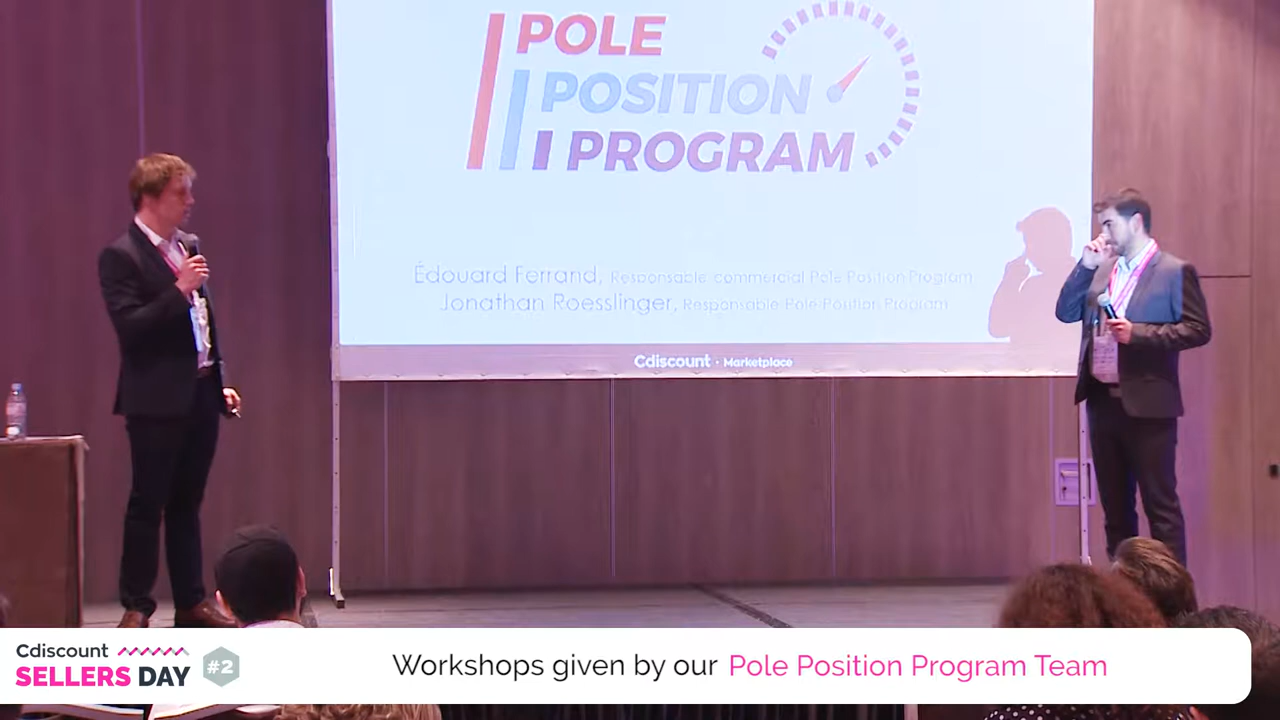 POLE
POSITION
PROGRAM
Édouard Ferrand, Responsable commercial Pole Position Program
Jonathan Roesslinger, Responsable Pole Position Program
Cdiscount · Marketplace
Cdiscount
SELLERS DAY #2
Workshops given by our Pole Position Program Team